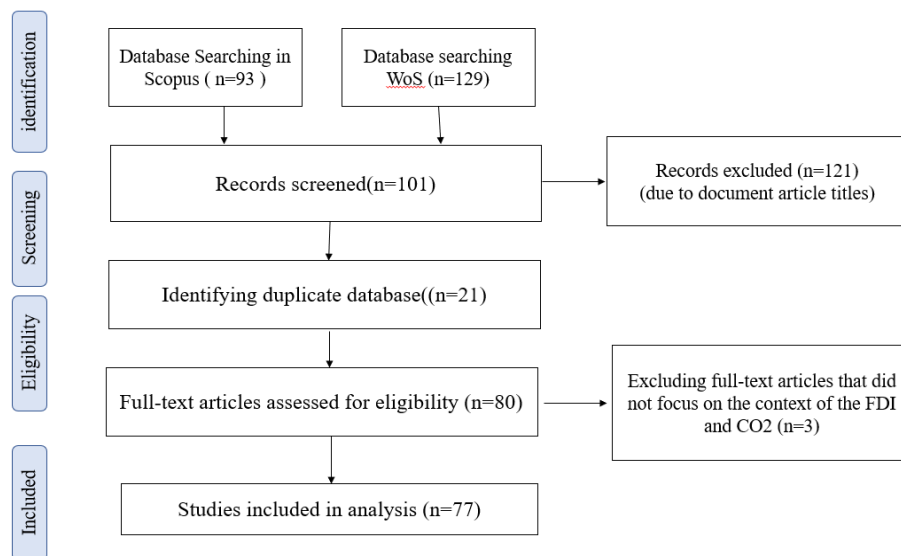 identification
Database Searching in
Scopus ( n=93 )
Database searching
WoS (n=129)
Screening
Records screened(n=101)
Records excluded (n=121)
(due to document article titles)
Identifying duplicate database((n=21)
Eligibility
Full-text articles assessed for eligibility (n=80)
Excluding full-text articles that did
not focus on the context of the FDI
and CO2 (n=3)
Included
Studies included in analysis (n=77)